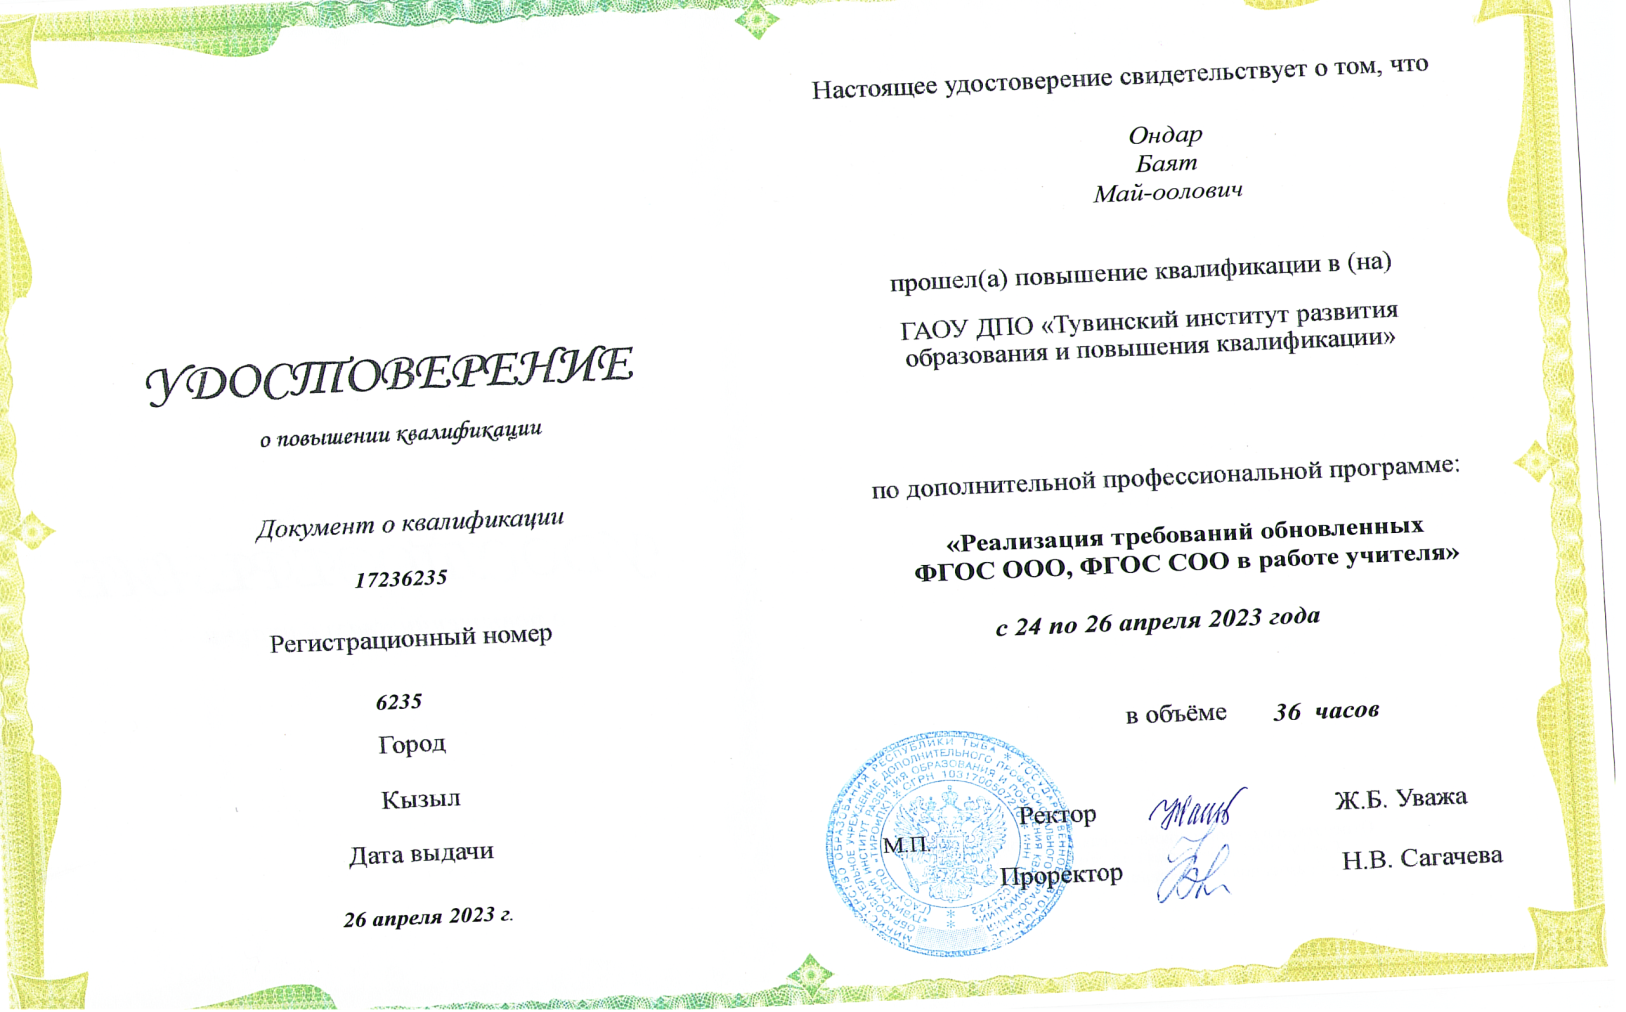 УДОСТОВЕРЕНИЕ
о повышении квалификации
Документ о квалификации
17236235
Регистрационный номер
6235
Город
Кызыл
Дата выдачи
26 апреля 2023 г.
Настоящее удостоверение свидетельствует о том, что
Ондар
Баят
Май-оолович
прошел(а) повышение квалификации в (на)
ГАОУ ДПО «Тувинский институт развития
образования и повышения квалификации»
по дополнительной профессиональной программе:
«Реализация требований обновленных
ФГОС ООО, ФГОС СОО в работе учителя»
с 24 по 26 апреля 2023 года
в объёме 36 часов
М.П.
Ректор Ж.Б. Уважа
Проректор Н.В. Сагачева